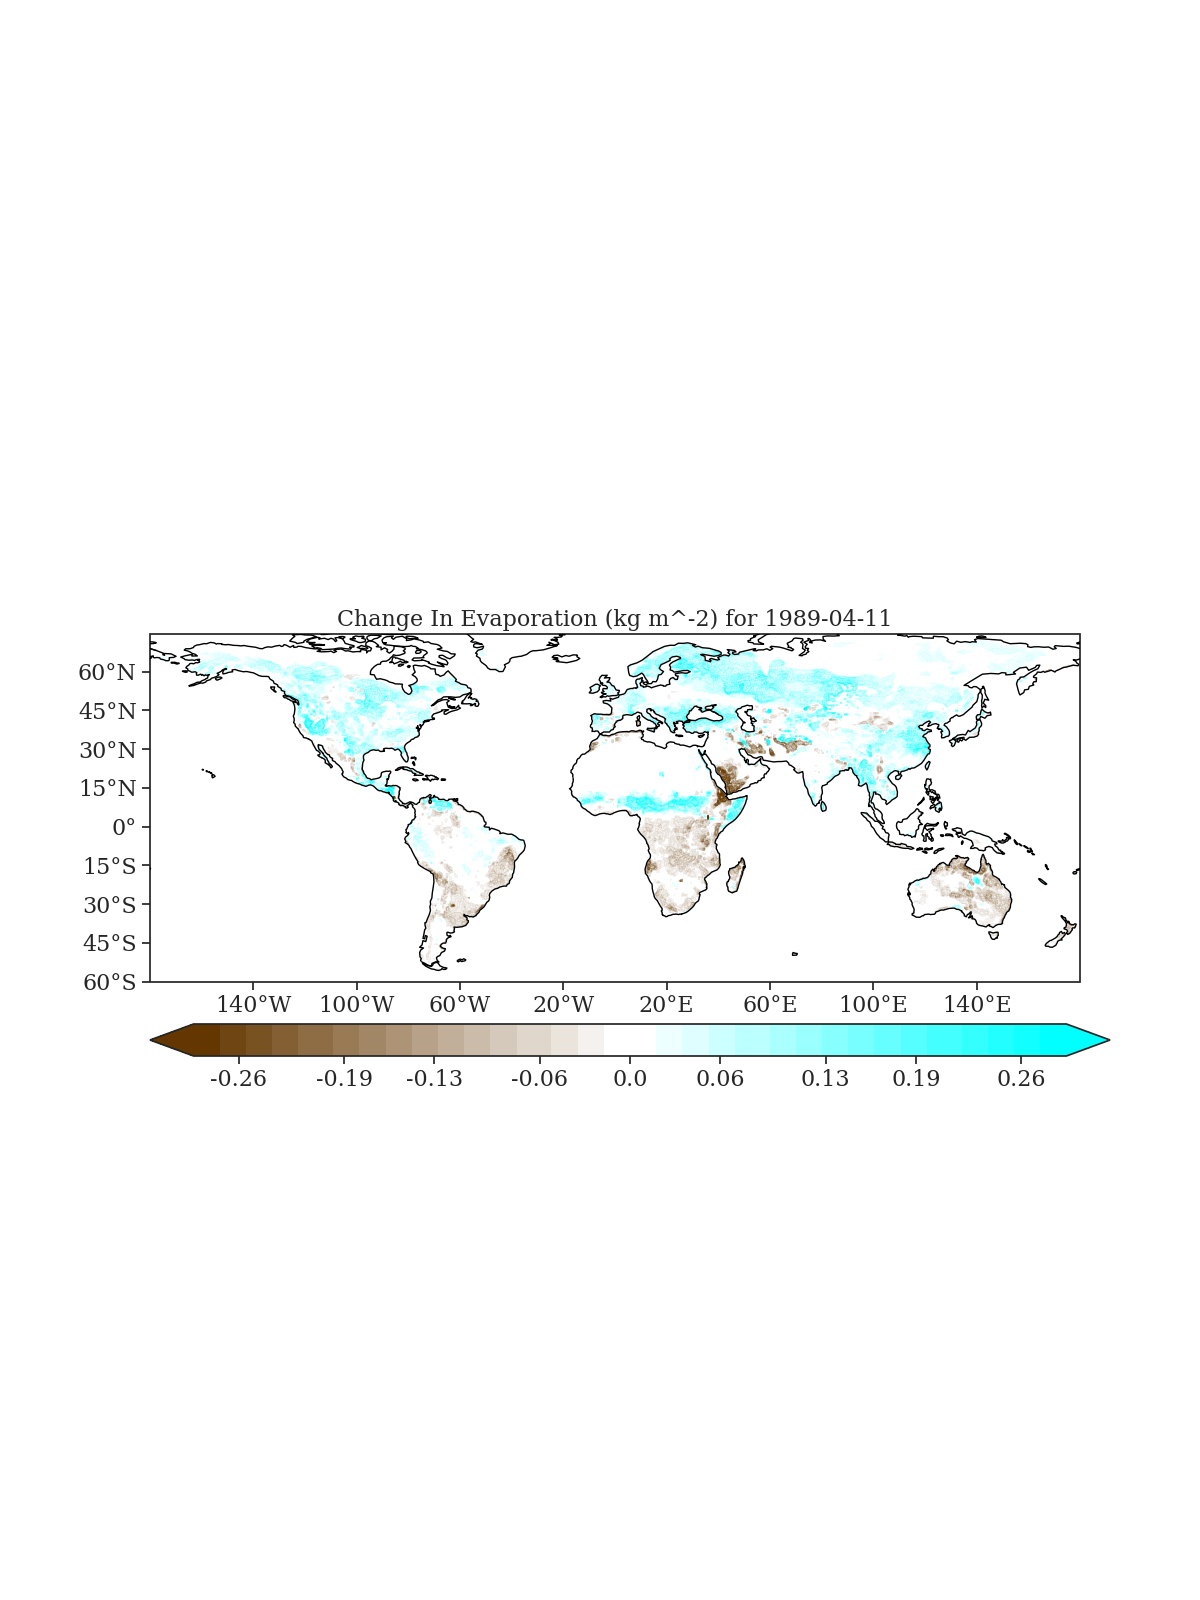 Change In Evaporation (kg m^-2) for 1989-04-11
60°N
45°N
30°N
15°N
0°
15°S
30°S
45°S
60°S
140°W 100°W 60°W 20°W 20°E 60°E 100°E 140°E
-0.26 -0.19 -0.13 -0.06 0.0 0.06 0.13 0.19 0.26